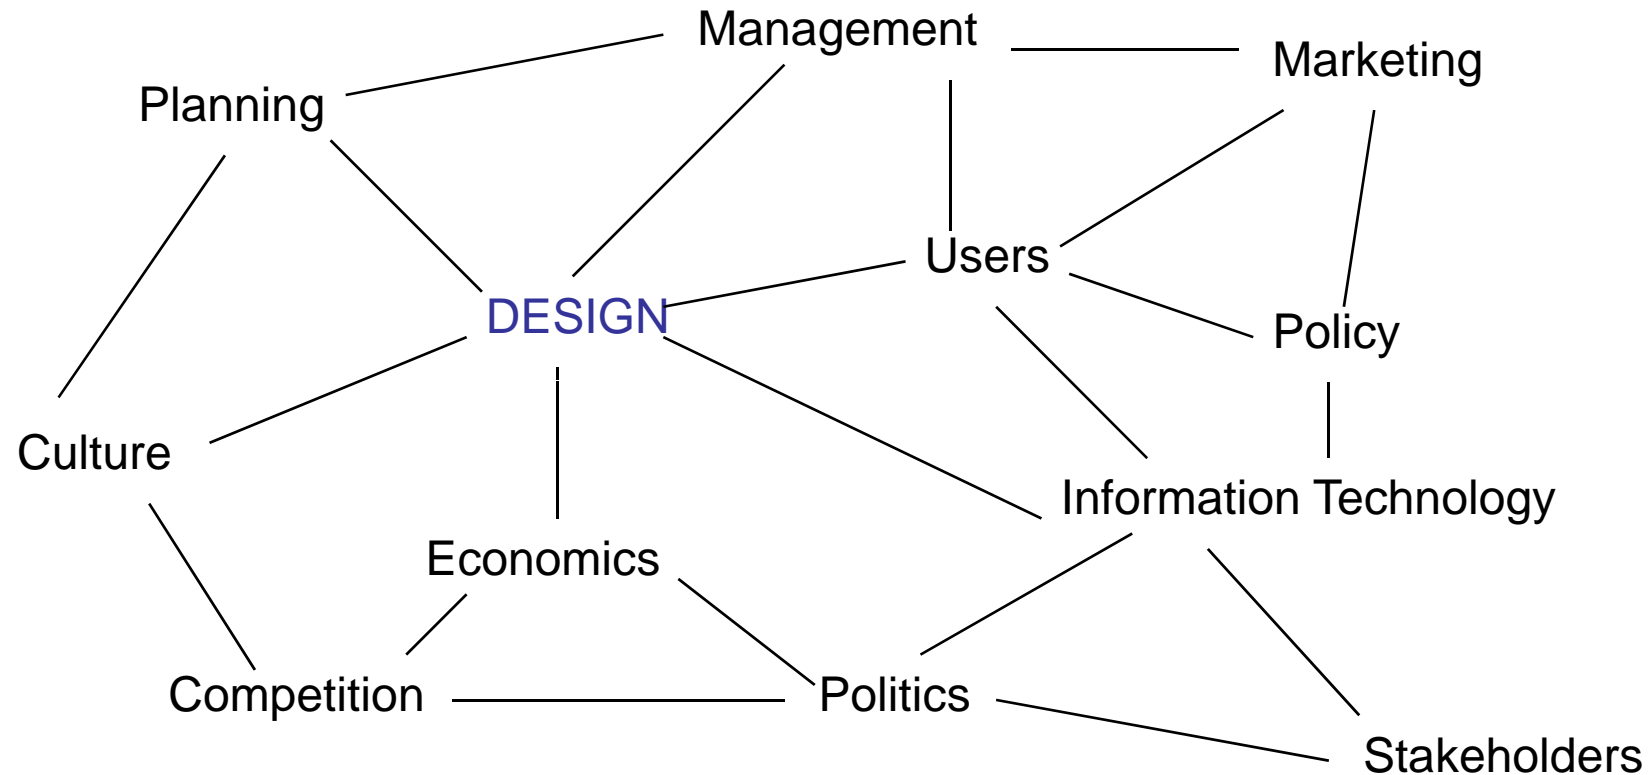 Management
Marketing
Planning
Users
DESIGN
Policy
Culture
Information Technology
Economics
Competition
Politics
Stakeholders